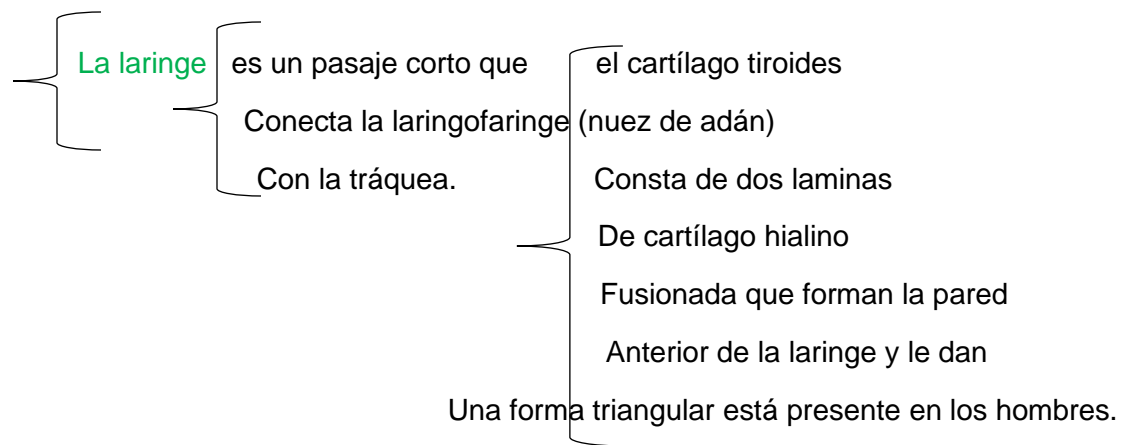 La laringe es un pasaje corto que el cartílago tiroides
Conecta la laringofaringe (nuez de adán)
Con la tráquea. Consta de dos laminas
De cartílago hialino
Fusionada que forman la pared
Anterior de la laringe y le dan
Una forma triangular está presente en los hombres.